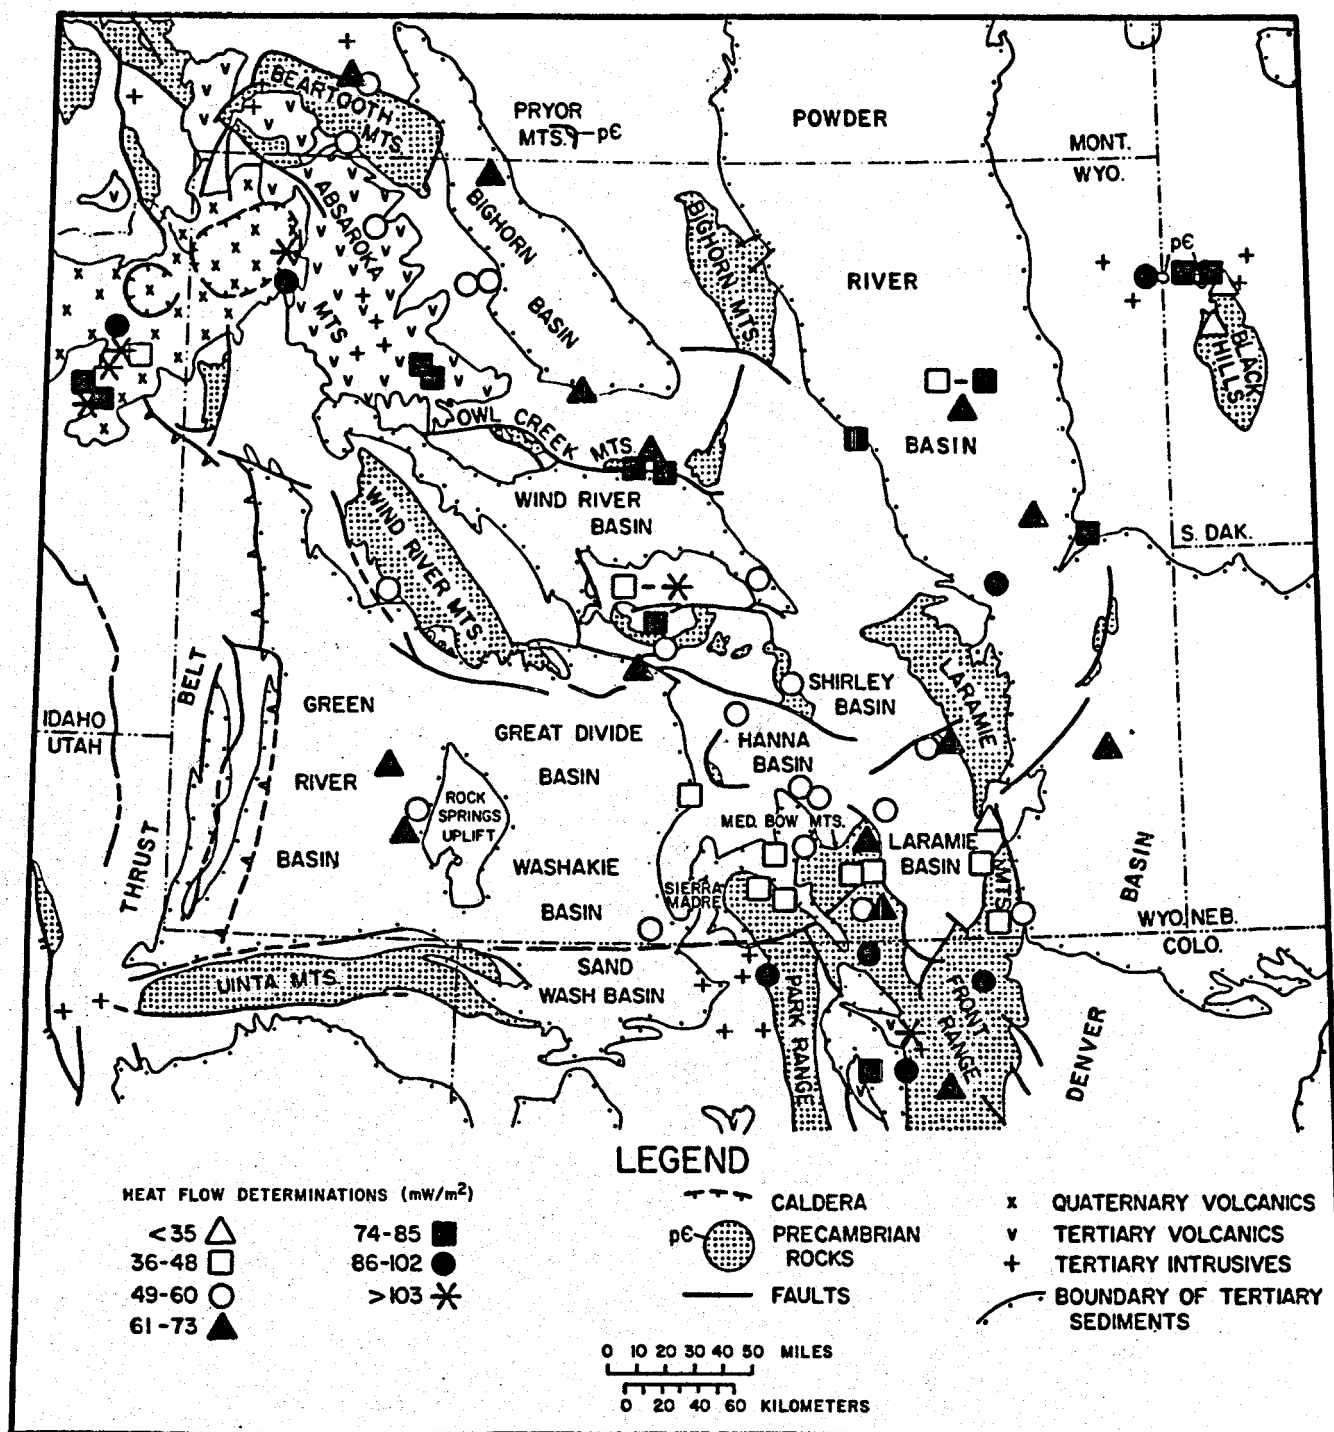 BEARTOOTH
MTS.
PRYOR
MTS. pЄ
POWDER
MONT.
WYO.
ABSAROKA
MTS
BIGHORN
BASIN
BIGHORN MTS.
RIVER
BASIN
pЄ
BLACK
HILLS
OWL CREEK MTS.
WIND RIVER
BASIN
WIND RIVER MTS.
S. DAK.
LARAMIE
MTS
SHIRLEY
BASIN
IDAHO
UTAH
THRUST BELT
GREEN
RIVER
BASIN
GREAT DIVIDE
BASIN
HANNA
BASIN
ROCK
SPRINGS
UPLIFT
MED. BOW MTS.
LARAMIE
BASIN
WASHAKIE
BASIN
SIERRA
MADRE
WYO. NEB.
COLO.
UINTA MTS.
SAND
WASH BASIN
PARK RANGE
FRONT
RANGE
DENVER
BASIN
LEGEND
HEAT FLOW DETERMINATIONS (mW/m²)
<35
36-48
49-60
61-73
74-85
86-102
>103
CALDERA
pЄ PRECAMBRIAN
ROCKS
FAULTS
x QUATERNARY VOLCANICS
v TERTIARY VOLCANICS
+ TERTIARY INTRUSIVES
BOUNDARY OF TERTIARY
SEDIMENTS
0 10 20 30 40 50 MILES
0 20 40 60 KILOMETERS